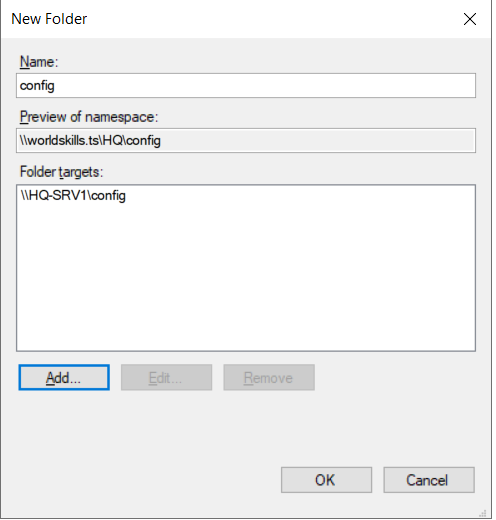 New Folder
Name:
config
Preview of namespace:
\\worldskills.ts\HQ\config
Folder targets:
\\HQ-SRV1\config
Add...
Edit...
Remove
OK
Cancel